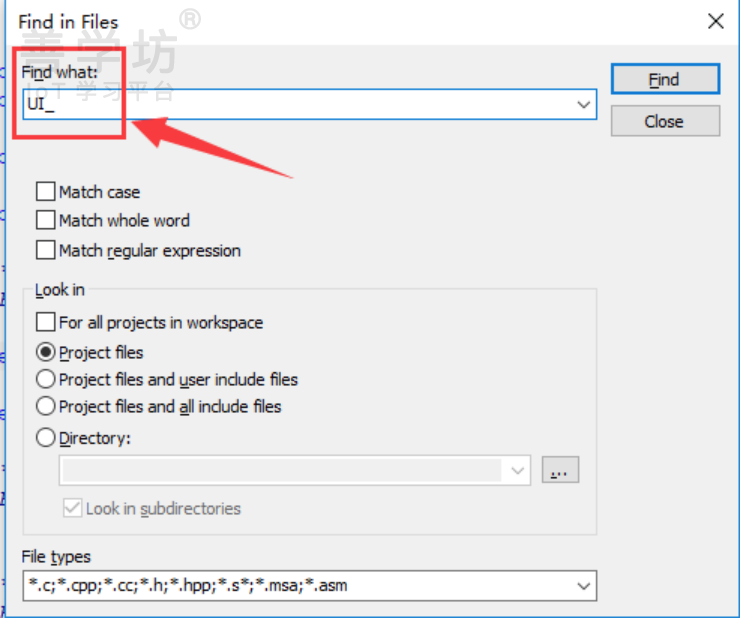 Find in Files
善学坊®
Find what:
IoT 学习平台
UI_
Find
Close
Match case
Match whole word
Match regular expression
Look in
For all projects in workspace
Project files
Project files and user include files
Project files and all include files
Directory:
...
Look in subdirectories
File types
*.c;*.cpp;*.cc;*.h;*.hpp;*.s*;*.msa;*.asm